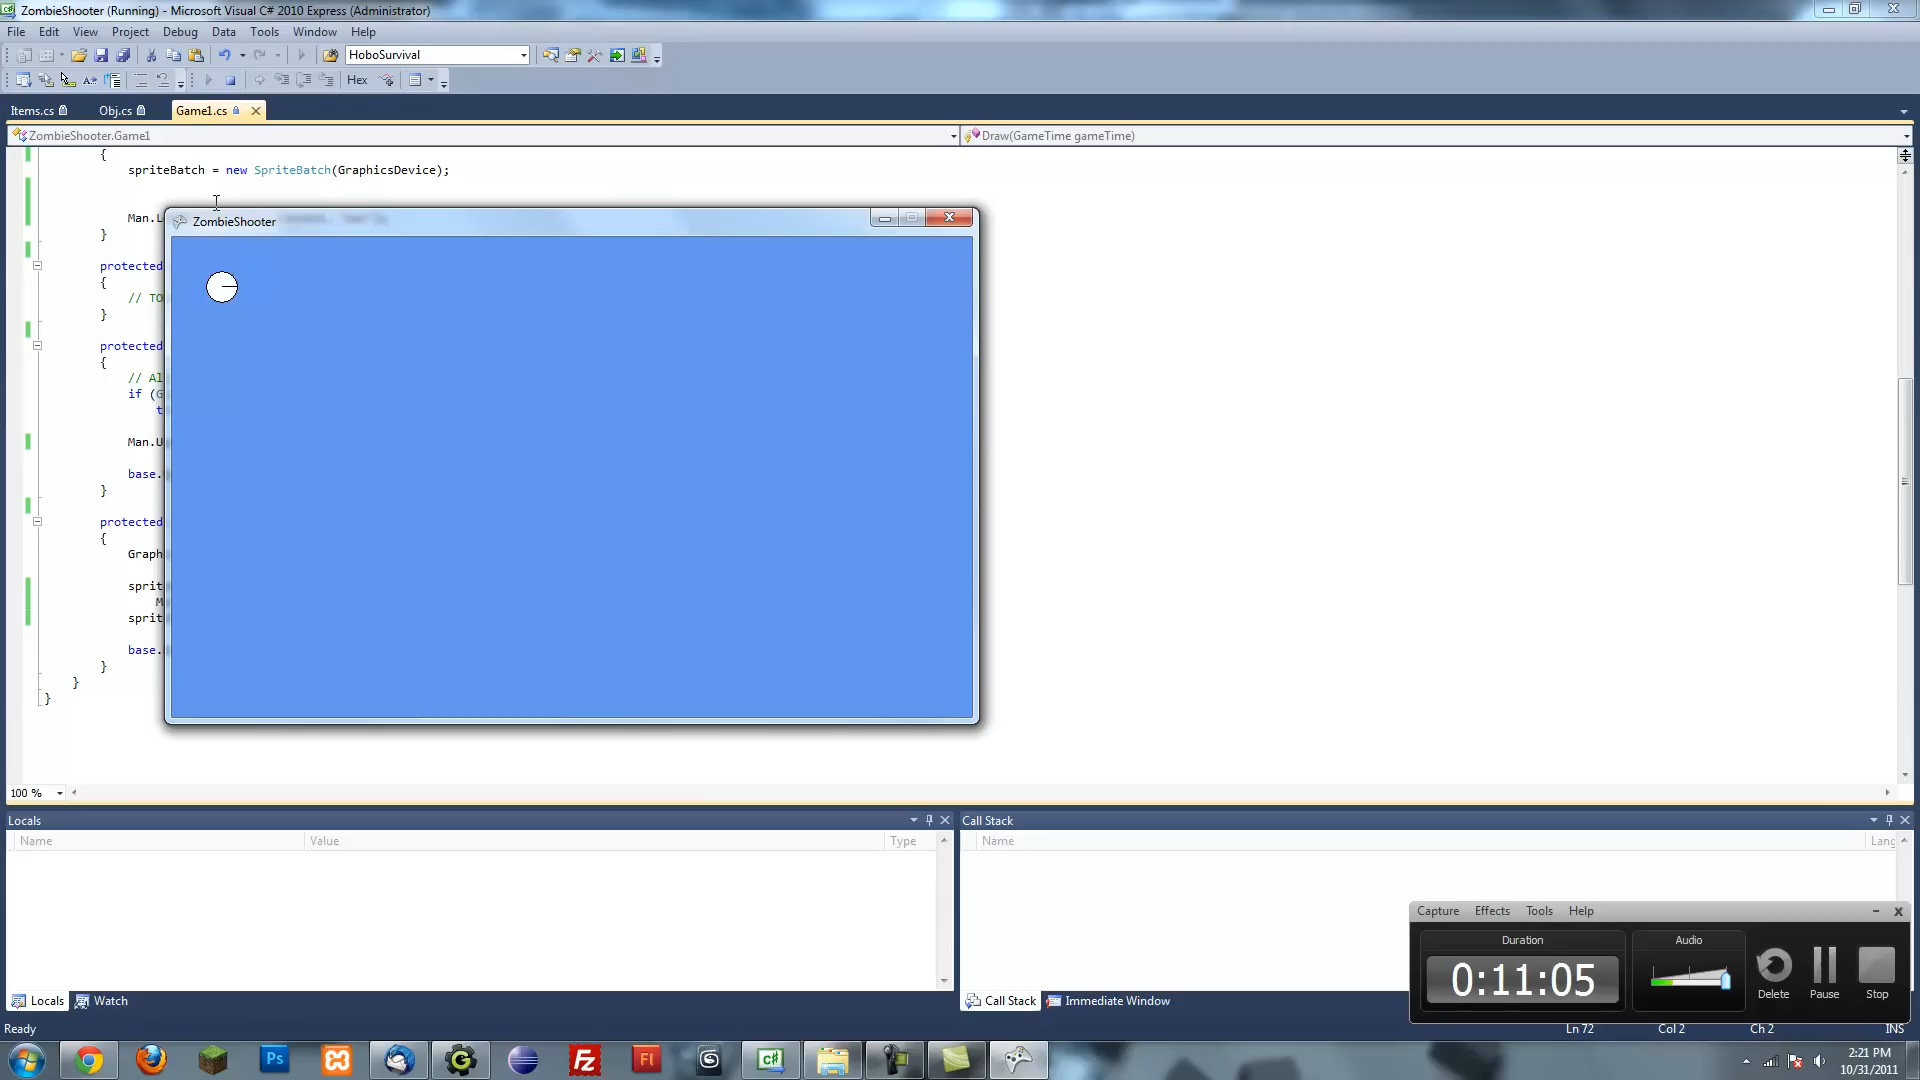 ZombieShooter (Running) - Microsoft Visual C# 2010 Express (Administrator)
File Edit View Project Debug Data Tools Window Help
HoboSurvival
Hex
Items.cs Obj.cs Game1.cs
ZombieShooter.Game1 Draw(GameTime gameTime)
{
spriteBatch = new SpriteBatch(GraphicsDevice);
Man.L
}
ZombieShooter
protected
{
// TO
}
protected
{
// Al
if (G
t
Man.U
base.
}
protected
{
Graph
sprit
M
sprit
base.
}
}
}
100 %
Locals
Name Value Type
Call Stack
Name Lang
Capture Effects Tools Help
Duration Audio
0:11:05
Delete Pause Stop
Locals Watch
Call Stack Immediate Window
Ready Ln 72 Col 2 Ch 2 INS
Ps
Fl
C#
2:21 PM
10/31/2011